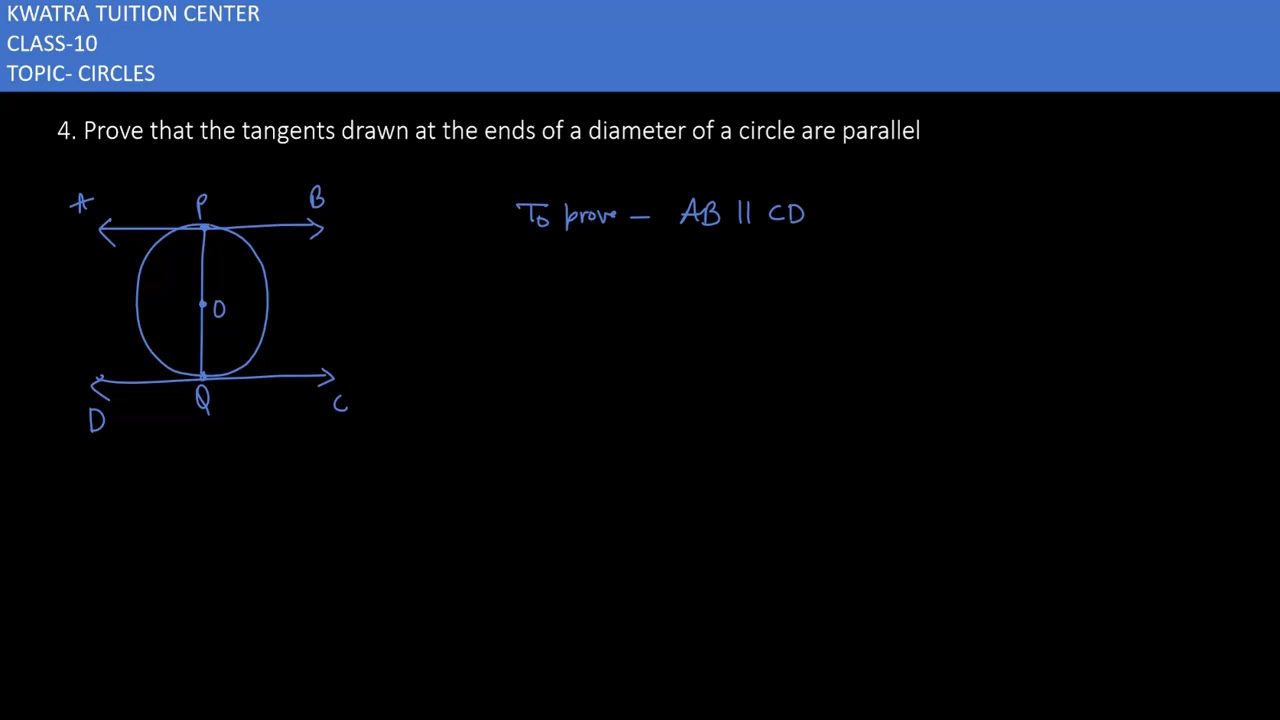 KWATRA TUITION CENTER
CLASS-10
TOPIC- CIRCLES
4. Prove that the tangents drawn at the ends of a diameter of a circle are parallel
A P B
To prove - AB || CD
O
Q
D C